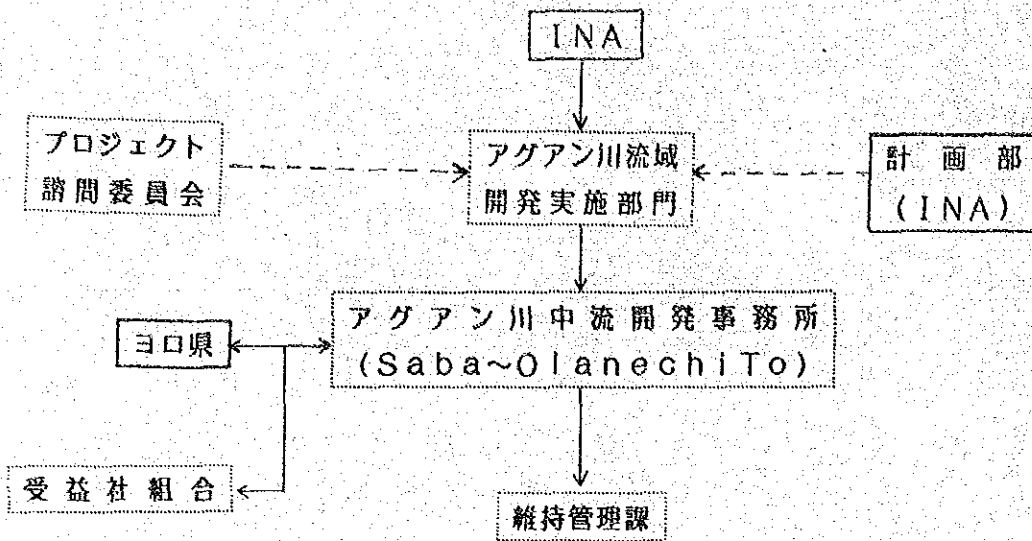 INA
プロジェクト
諮問委員会
アグアン川流域
開発実施部門
計画部
(INA)
アグアン川中流開発事務所
(Saba~OlanechiTo)
ヨロ県
受益社組合
維持管理課